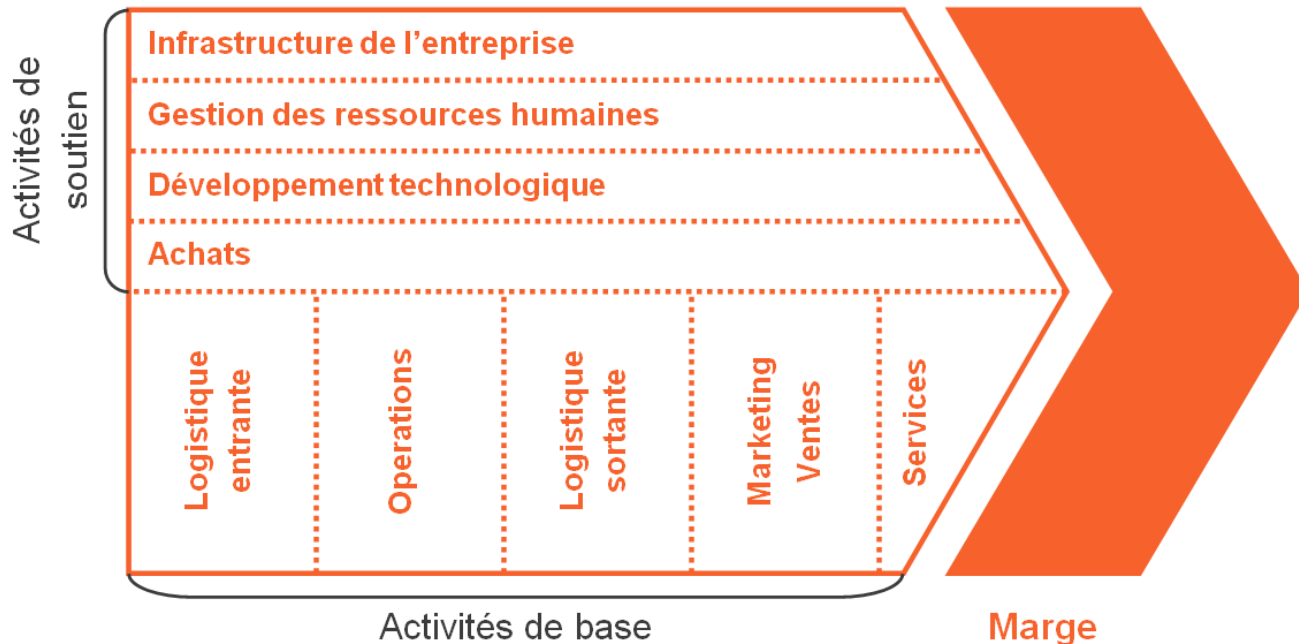 Activités de
soutien
Infrastructure de l'entreprise
Gestion des ressources humaines
Développement technologique
Achats
Logistique
entrante
Operations
Logistique
sortante
Marketing
Ventes
Services
Activités de base
Marge